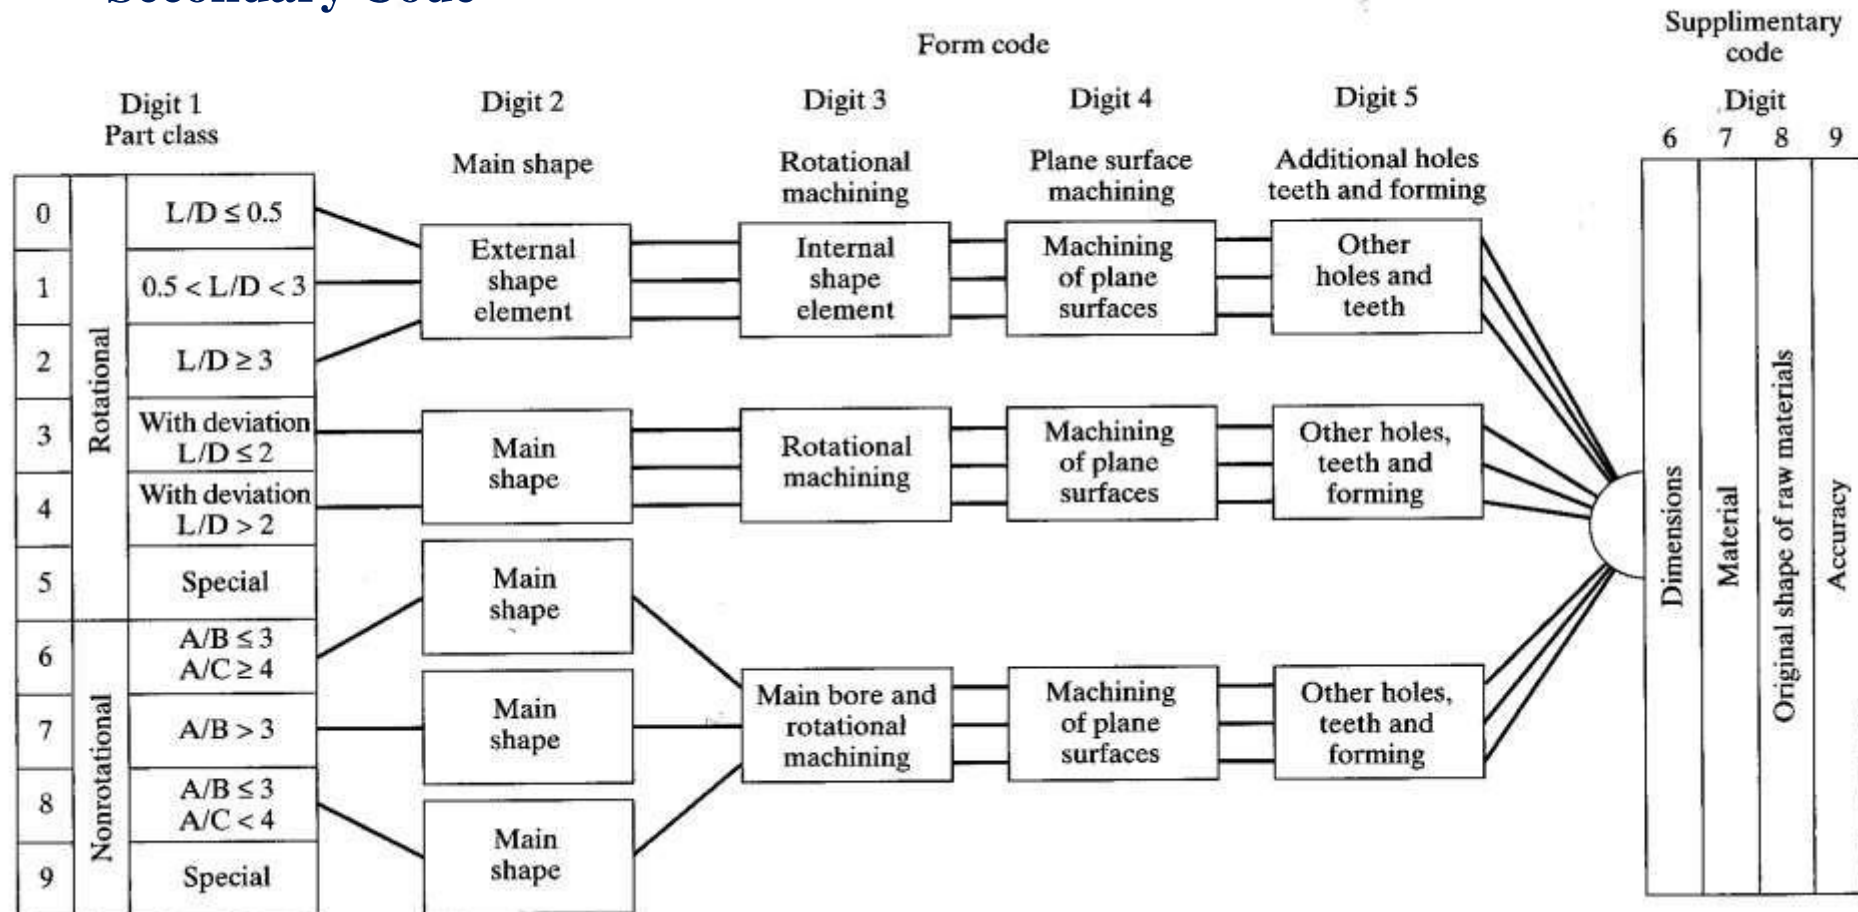 Secondary Code
Form code
Supplimentary
code
Digit 1
Part class
Digit 2
Main shape
Digit 3
Rotational
machining
Digit 4
Plane surface
machining
Digit 5
Additional holes
teeth and forming
Digit
6 7 8 9
0
1
2
3
4
5
6
7
8
9
Rotational
Nonrotational
L/D ≤ 0.5
0.5 < L/D < 3
L/D ≥ 3
With deviation
L/D ≤ 2
With deviation
L/D > 2
Special
A/B ≤ 3
A/C ≥ 4
A/B > 3
A/B ≤ 3
A/C < 4
Special
External
shape
element
Internal
shape
element
Machining
of plane
surfaces
Other
holes and
teeth
Main
shape
Rotational
machining
Machining
of plane
surfaces
Other holes,
teeth and
forming
Main
shape
Main
shape
Main
shape
Main bore and
rotational
machining
Machining
of plane
surfaces
Other holes,
teeth and
forming
Dimensions
Material
Original shape of raw materials
Accuracy